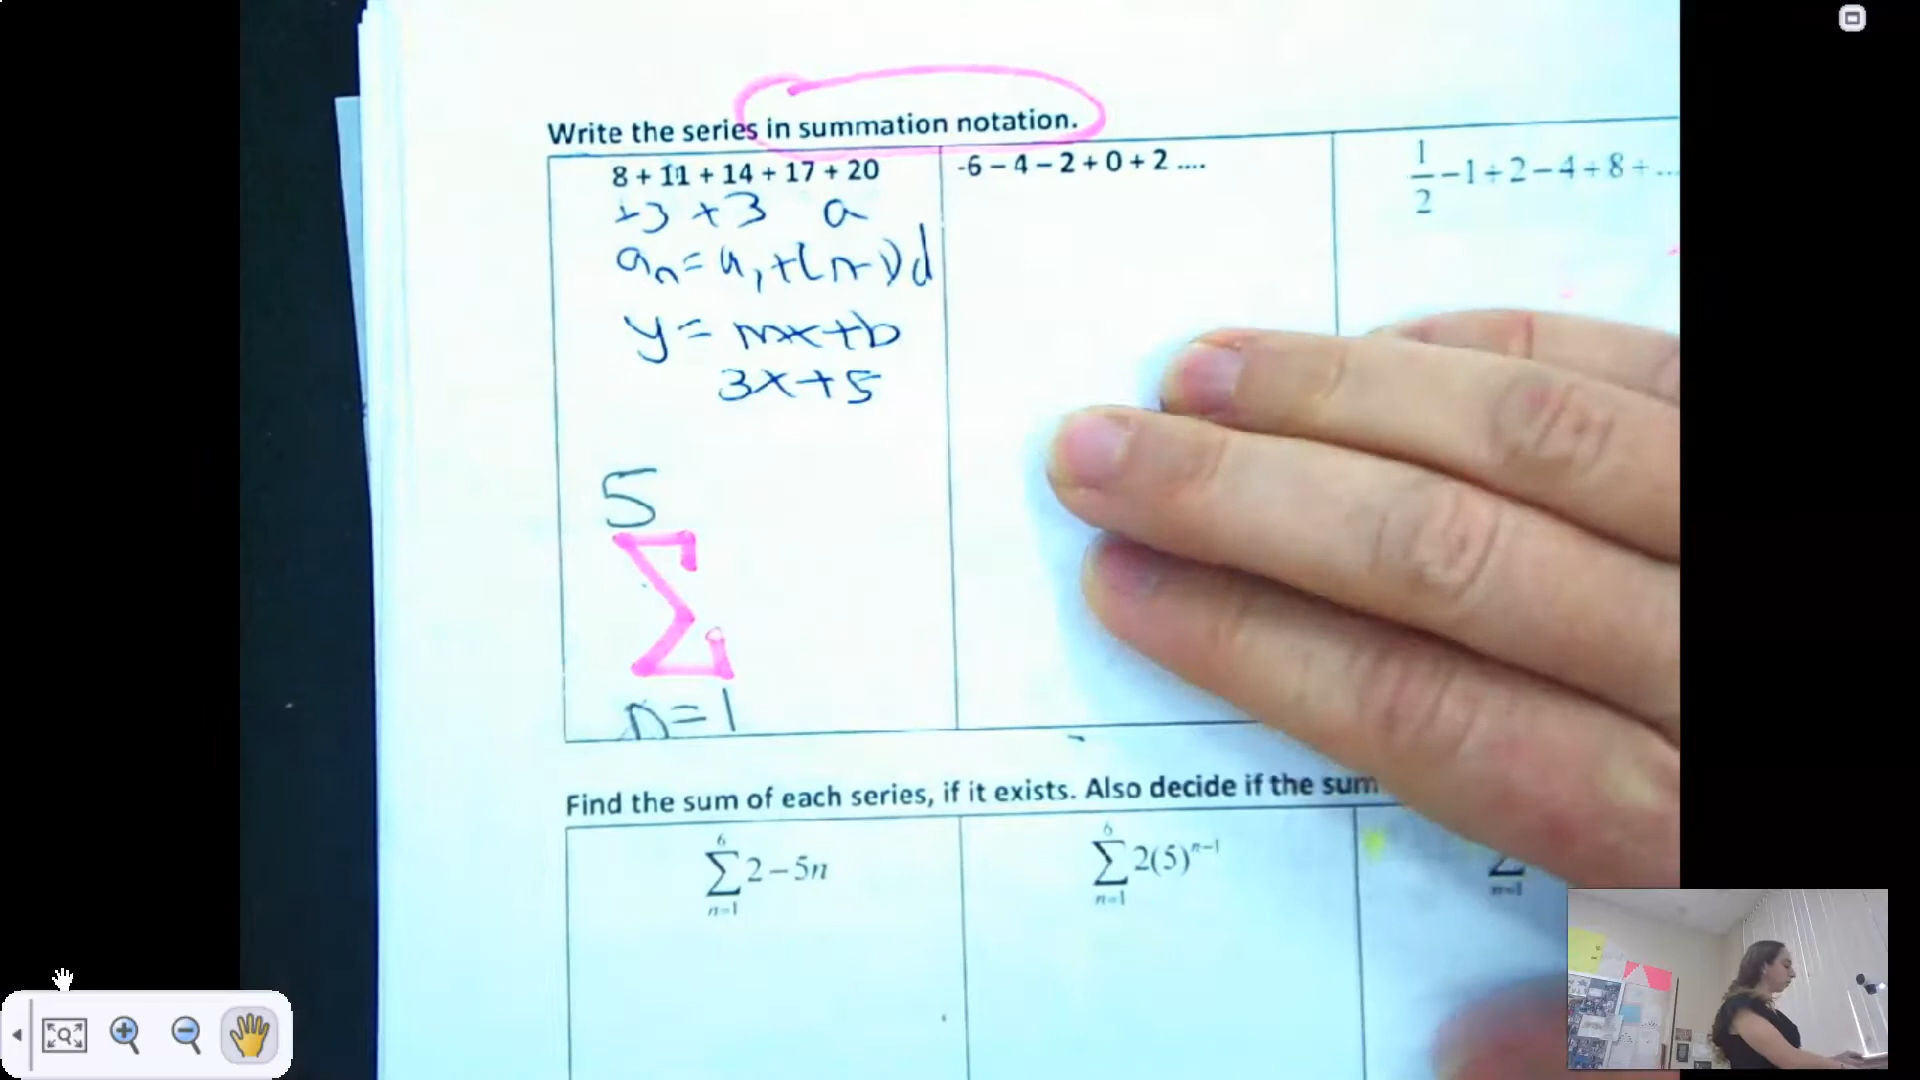 Write the series in summation notation.
8 + 11 + 14 + 17 + 20
+3 +3 a
aₙ = a₁ + (n-1)d
y = mx+b
3x+5
5
∑
n=1
-6 – 4 – 2 + 0 + 2 ....
1/2 – 1 + 2 – 4 + 8 + ...
Find the sum of each series, if it exists. Also decide if the sum
6
∑ 2 – 5n
n=1
6
∑ 2(5)ⁿ⁻¹
n=1
∑
n=1